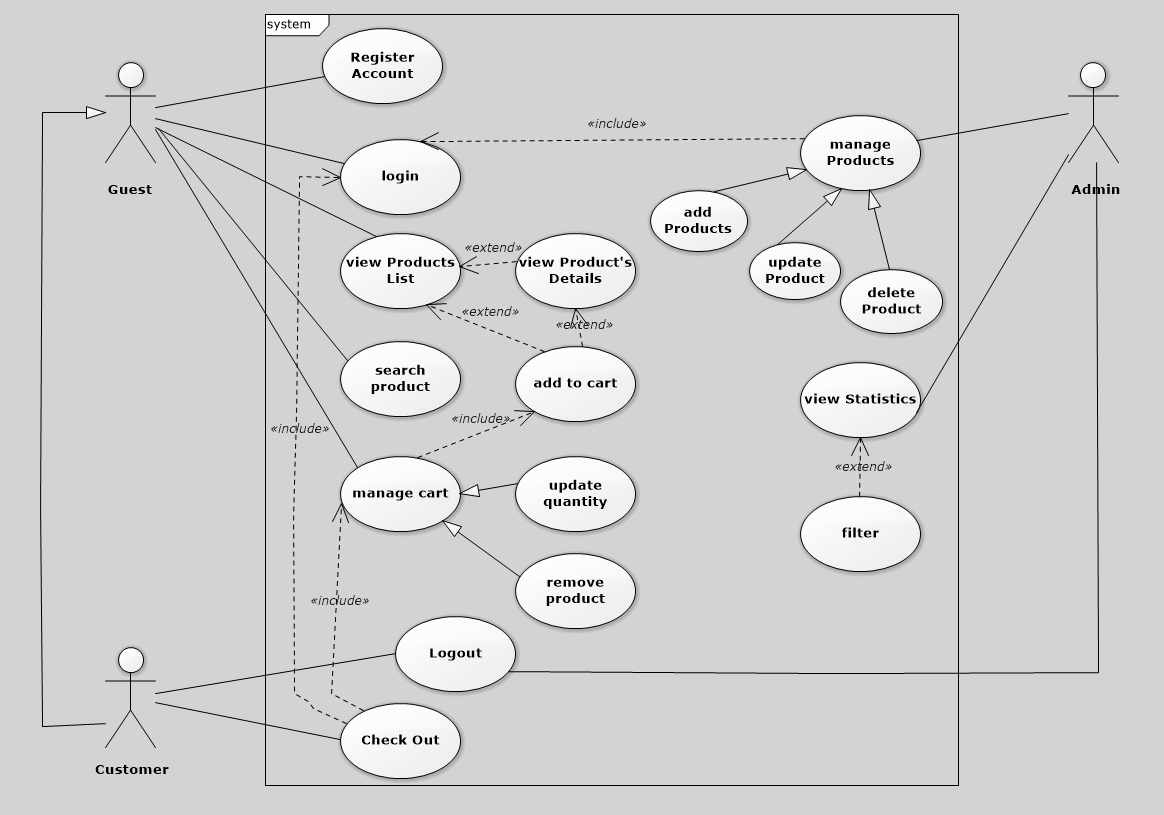 system
Register
Account
«include»
manage
Products
login
Guest
Admin
add
Products
«extend»
view Products
List
view Product's
Details
update
Product
delete
Product
«extend»
«extend»
search
product
add to cart
view Statistics
«include»
«include»
«extend»
manage cart
update
quantity
filter
remove
product
«include»
Logout
Check Out
Customer